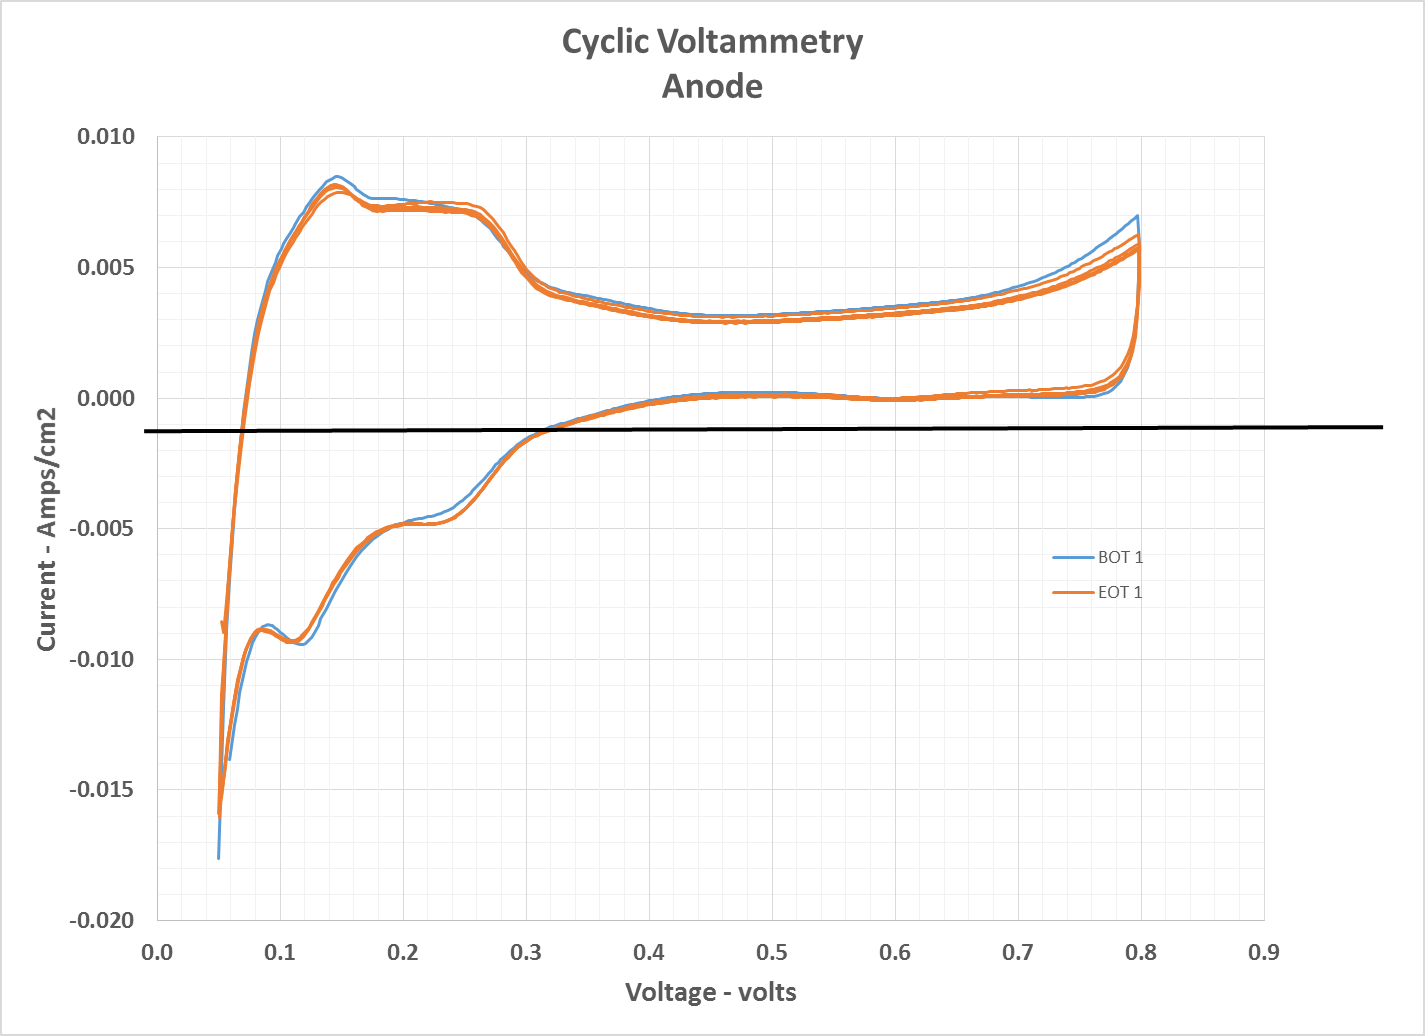 Cyclic Voltammetry
Anode
0.010
0.005
0.000
-0.005
-0.010
-0.015
-0.020
Current - Amps/cm2
BOT 1
EOT 1
0.0 0.1 0.2 0.3 0.4 0.5 0.6 0.7 0.8 0.9
Voltage - volts